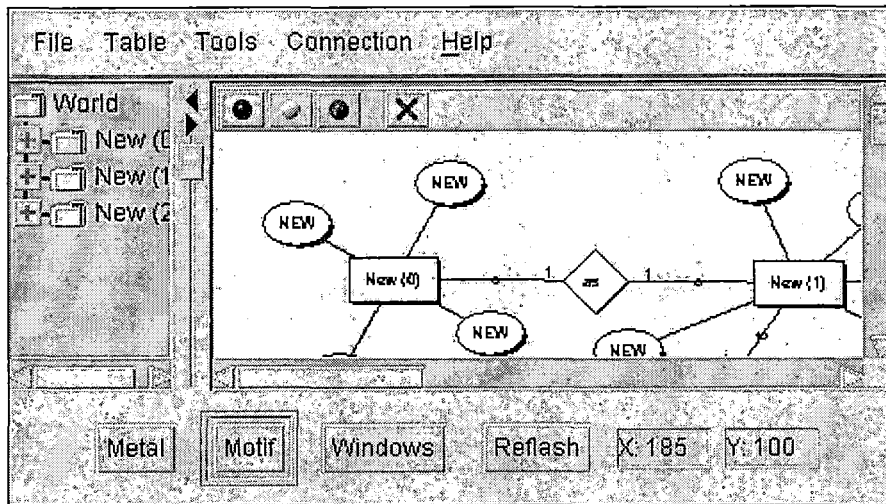 File Table Tools Connection Help
World
New (0
New (1
New (2
NEW
NEW
NEW
New (0)
1
1
New (1)
NEW
NEW
Metal Motif Windows Reflash X: 185 Y: 100